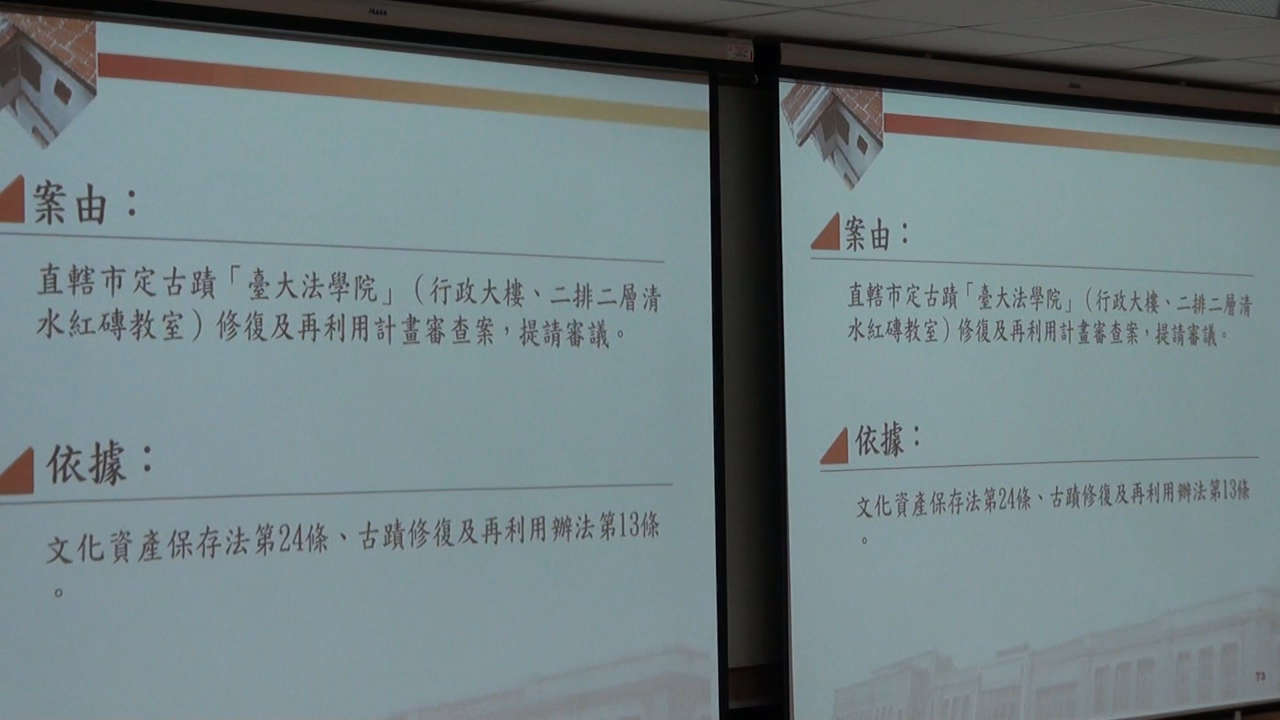 案由：
直轄市定古蹟「臺大法學院」（行政大樓、二排二層清
水紅磚教室）修復及再利用計畫審查案，提請審議。
依據：
文化資產保存法第24條、古蹟修復及再利用辦法第13條
。
案由：
直轄市定古蹟「臺大法學院」（行政大樓、二排二層清
水紅磚教室）修復及再利用計畫審查案，提請審議。
依據：
文化資產保存法第24條、古蹟修復及再利用辦法第13條
。
73